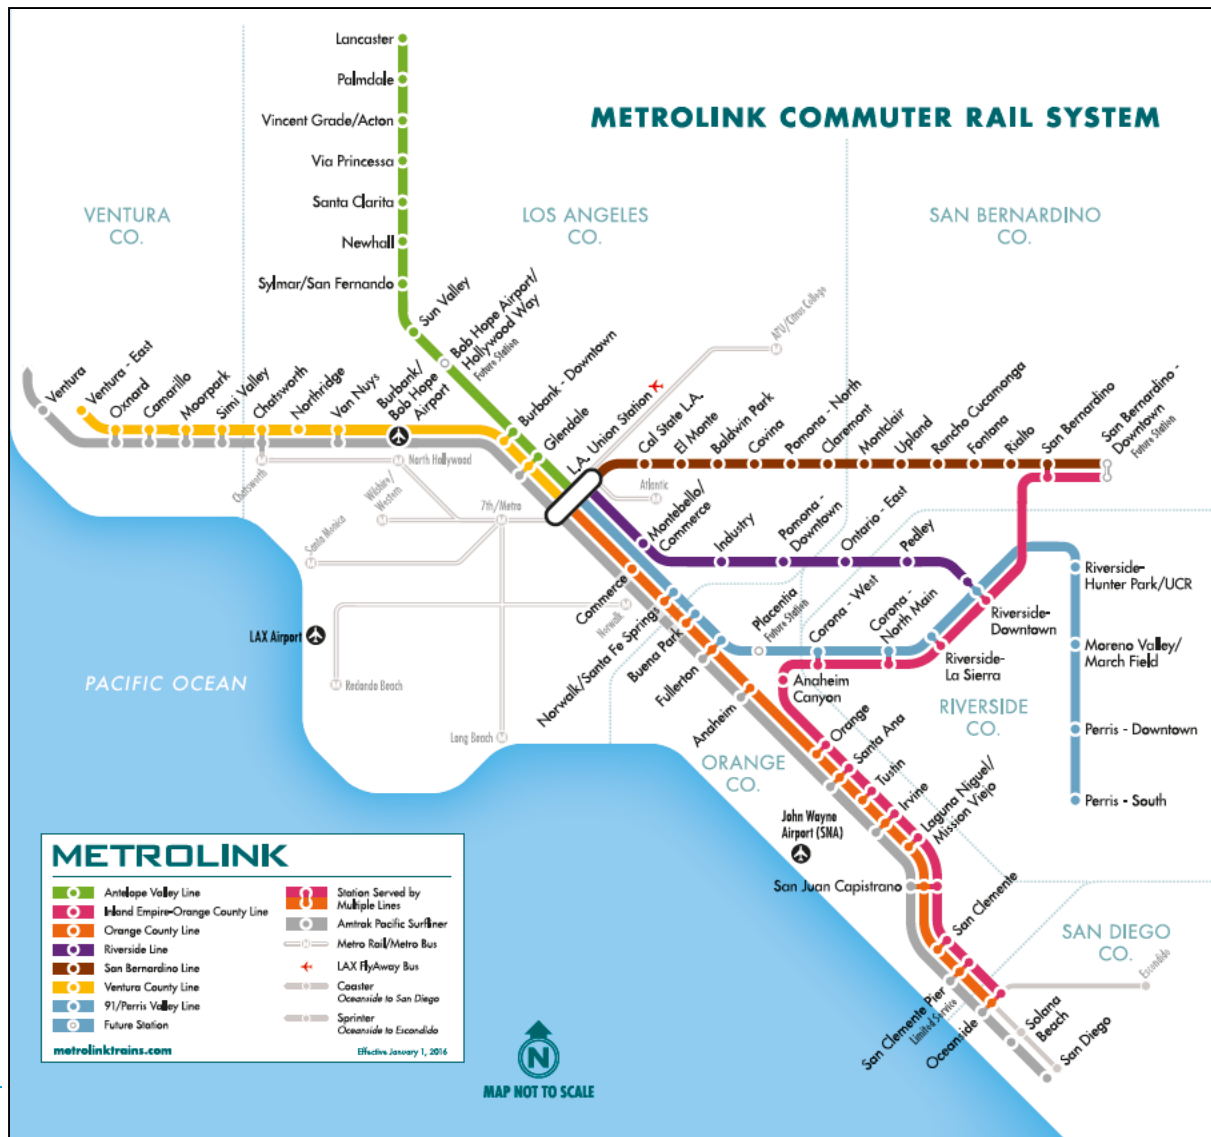 METROLINK COMMUTER RAIL SYSTEM
VENTURA
CO.
LOS ANGELES
CO.
SAN BERNARDINO
CO.
Lancaster
Palmdale
Vincent Grade/Acton
Via Princessa
Santa Clarita
Newhall
Sylmar/San Fernando
Sun Valley
Bob Hope Airport/
Hollywood Way
Future Station
Burbank - Downtown
Glendale
L.A. Union Station
APU/Citrus College
Ventura
Ventura - East
Oxnard
Camarillo
Moorpark
Simi Valley
Chatsworth
Northridge
Van Nuys
Burbank/
Bob Hope
Airport
Cal State L.A.
El Monte
Baldwin Park
Covina
Pomona - North
Claremont
Montclair
Upland
Rancho Cucamonga
Fontana
Rialto
San Bernardino
San Bernardino -
Downtown
Future Station
Chatsworth
North Hollywood
Wilshire/
Western
7th/Metro
Santa Monica
Atlantic
Norwalk
Redondo Beach
Long Beach
LAX Airport
PACIFIC OCEAN
Montebello/
Commerce
Industry
Pomona -
Downtown
Ontario - East
Pedley
Riverside-
Downtown
Commerce
Norwalk/Santa Fe Springs
Buena Park
Fullerton
Anaheim
Placentia
Future Station
Corona - West
Corona -
North Main
Riverside-
La Sierra
Riverside-
Hunter Park/UCR
Moreno Valley/
March Field
Perris - Downtown
Perris - South
RIVERSIDE
CO.
Anaheim
Canyon
Orange
Santa Ana
Tustin
Irvine
Laguna Niguel/
Mission Viejo
ORANGE
CO.
John Wayne
Airport (SNA)
San Juan Capistrano
San Clemente
San Clemente Pier
Limited Service
Oceanside
SAN DIEGO
CO.
Escondido
Solana
Beach
San Diego
METROLINK
Antelope Valley Line
Inland Empire-Orange County Line
Orange County Line
Riverside Line
San Bernardino Line
Ventura County Line
91/Perris Valley Line
Future Station
Station Served by
Multiple Lines
Amtrak Pacific Surfliner
Metro Rail/Metro Bus
LAX FlyAway Bus
Coaster
Oceanside to San Diego
Sprinter
Oceanside to Escondido
metrolinktrains.com
Effective January 1, 2016
N
MAP NOT TO SCALE
M
M
M
M
M
M
M
M
M
M
M